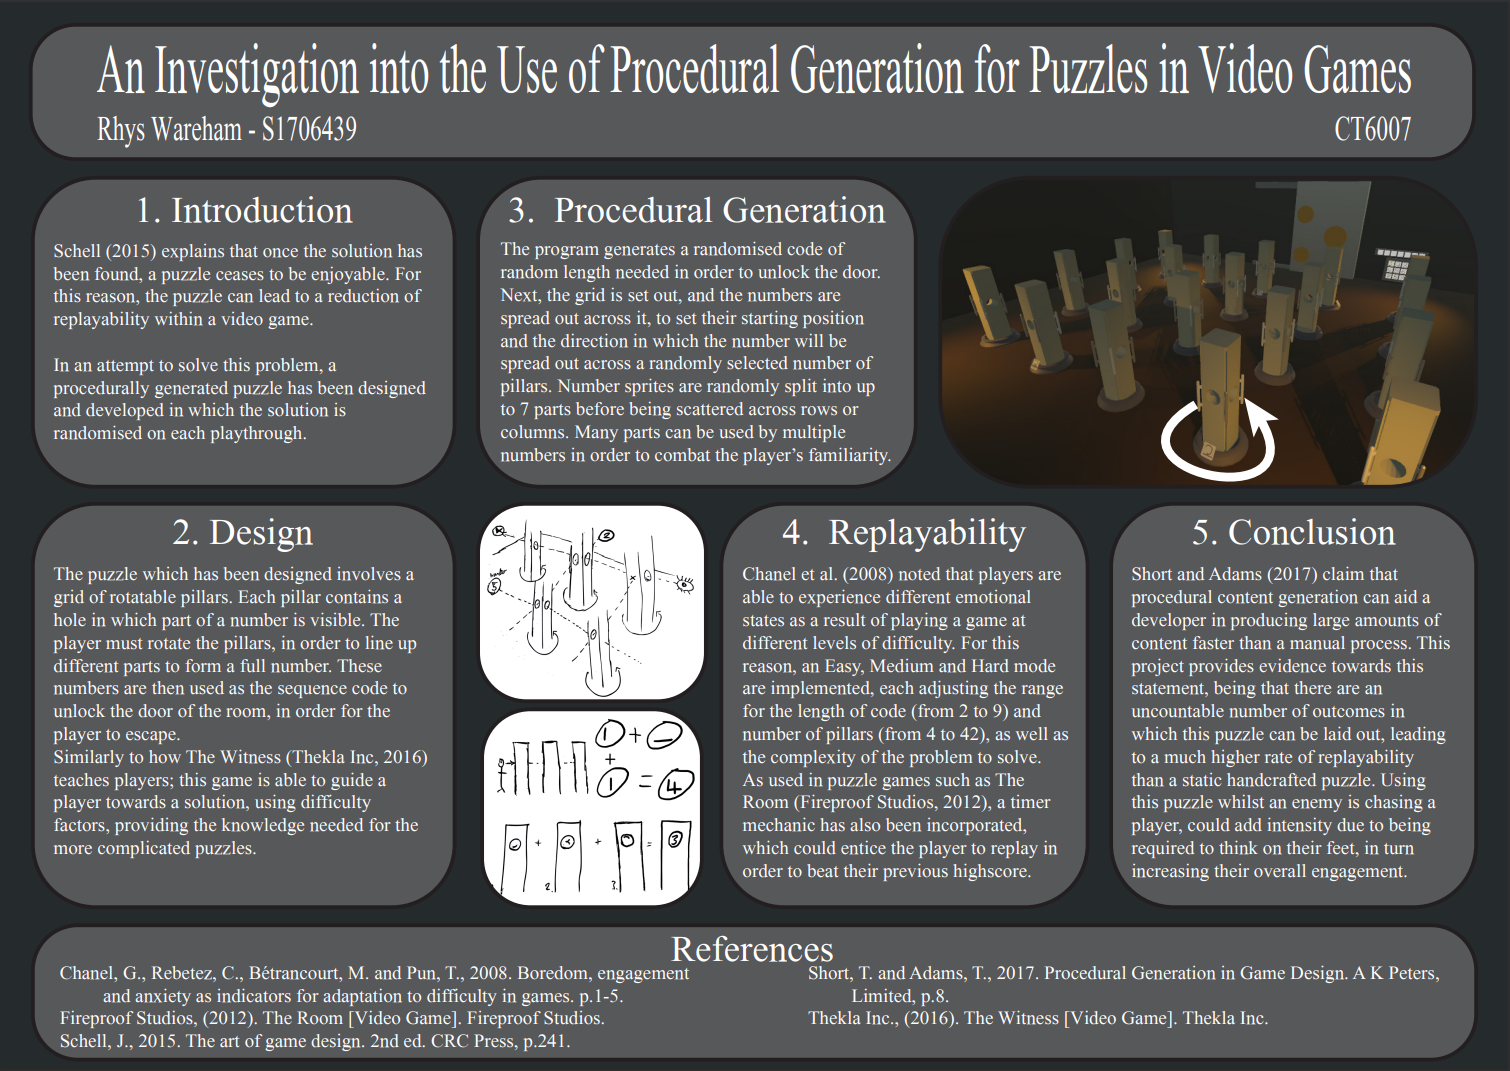 An Investigation into the Use of Procedural Generation for Puzzles in Video Games
Rhys Wareham - S1706439
CT6007
1. Introduction
Schell (2015) explains that once the solution has
been found, a puzzle ceases to be enjoyable. For
this reason, the puzzle can lead to a reduction of
replayability within a video game.
In an attempt to solve this problem, a
procedurally generated puzzle has been designed
and developed in which the solution is
randomised on each playthrough.
2. Design
The puzzle which has been designed involves a
grid of rotatable pillars. Each pillar contains a
hole in which part of a number is visible. The
player must rotate the pillars, in order to line up
different parts to form a full number. These
numbers are then used as the sequence code to
unlock the door of the room, in order for the
player to escape.
Similarly to how The Witness (Thekla Inc, 2016)
teaches players; this game is able to guide a
player towards a solution, using difficulty
factors, providing the knowledge needed for the
more complicated puzzles.
3. Procedural Generation
The program generates a randomised code of
random length needed in order to unlock the door.
Next, the grid is set out, and the numbers are
spread out across it, to set their starting position
and the direction in which the number will be
spread out across a randomly selected number of
pillars. Number sprites are randomly split into up
to 7 parts before being scattered across rows or
columns. Many parts can be used by multiple
numbers in order to combat the player's familiarity.
2
5
1 +
+
1 = 4
+ + = 3
2. 3.
4. Replayability
Chanel et al. (2008) noted that players are
able to experience different emotional
states as a result of playing a game at
different levels of difficulty. For this
reason, an Easy, Medium and Hard mode
are implemented, each adjusting the range
for the length of code (from 2 to 9) and
number of pillars (from 4 to 42), as well as
the complexity of the problem to solve.
As used in puzzle games such as The
Room (Fireproof Studios, 2012), a timer
mechanic has also been incorporated,
which could entice the player to replay in
order to beat their previous highscore.
5. Conclusion
Short and Adams (2017) claim that
procedural content generation can aid a
developer in producing large amounts of
content faster than a manual process. This
project provides evidence towards this
statement, being that there are an
uncountable number of outcomes in
which this puzzle can be laid out, leading
to a much higher rate of replayability
than a static handcrafted puzzle. Using
this puzzle whilst an enemy is chasing a
player, could add intensity due to being
required to think on their feet, in turn
increasing their overall engagement.
References
Chanel, G., Rebetez, C., Bétrancourt, M. and Pun, T., 2008. Boredom, engagement
and anxiety as indicators for adaptation to difficulty in games. p.1-5.
Fireproof Studios, (2012). The Room [Video Game]. Fireproof Studios.
Schell, J., 2015. The art of game design. 2nd ed. CRC Press, p.241.
Short, T. and Adams, T., 2017. Procedural Generation in Game Design. A K Peters,
Limited, p.8.
Thekla Inc., (2016). The Witness [Video Game]. Thekla Inc.